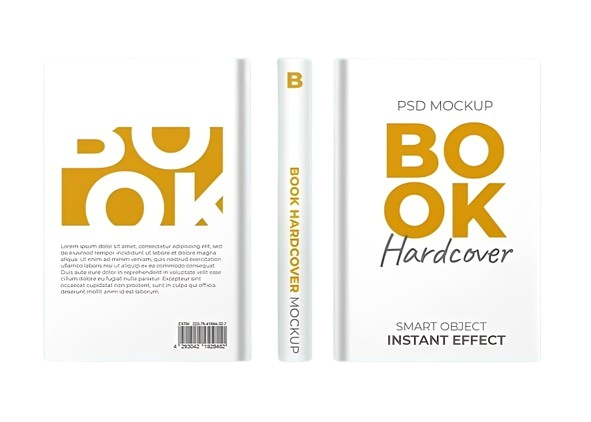 BO
OK
Lorem ipsum dolor sit amet, consectetur adipiscing elit, sed
do eiusmod tempor incididunt ut labore et dolore magna
aliqua. Ut enim ad minim veniam, quis nostrud exercitation
ullamco laboris nisi ut aliquip ex ea commodo consequat.
Duis aute irure dolor in reprehenderit in voluptate velit esse
cillum dolore eu fugiat nulla pariatur. Excepteur sint
occaecat cupidatat non proident, sunt in culpa qui officia
deserunt mollit anim id est laborum.
B
BOOK HARDCOVER MOCKUP
PSD MOCKUP
BO
OK
Hardcover
SMART OBJECT
INSTANT EFFECT